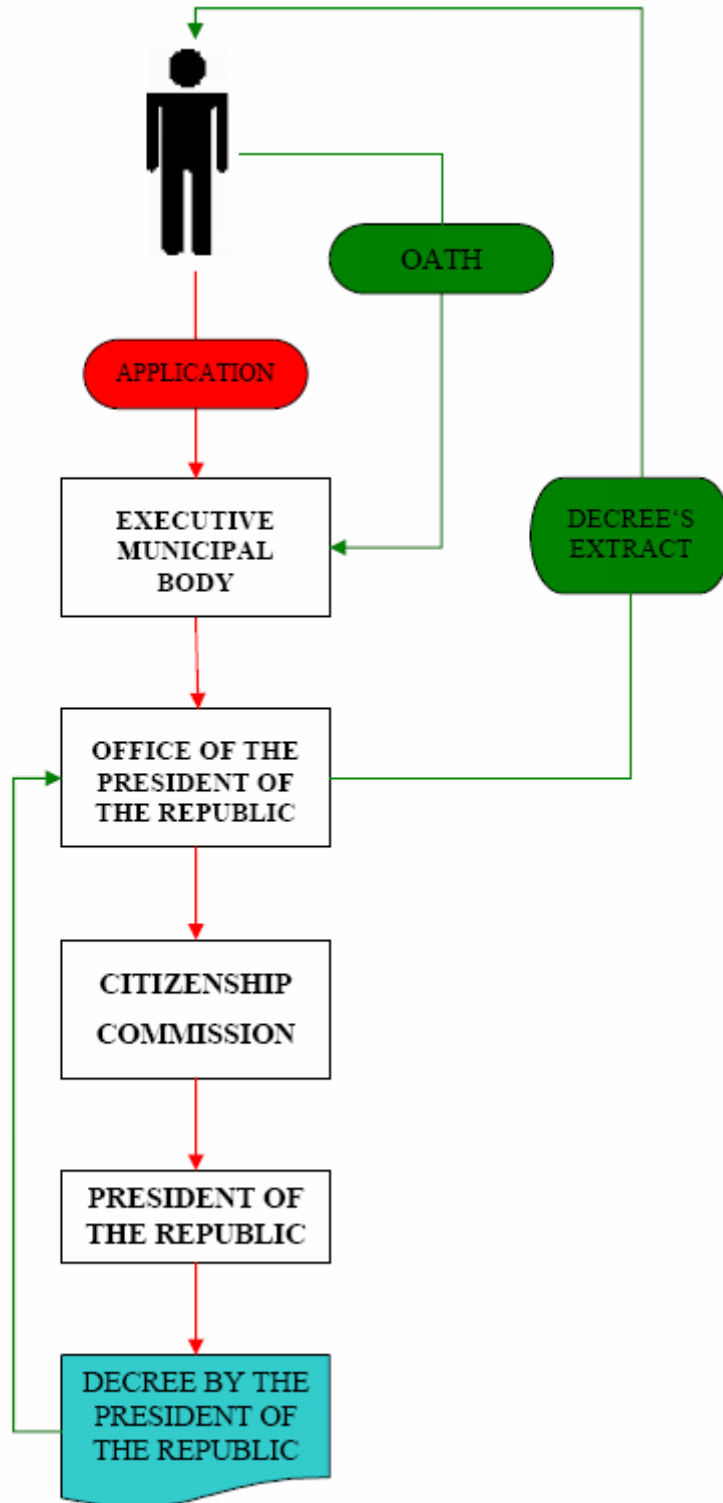 OATH
APPLICATION
EXECUTIVE
MUNICIPAL
BODY
DECREE‘S
EXTRACT
OFFICE OF THE
PRESIDENT OF
THE REPUBLIC
CITIZENSHIP
COMMISSION
PRESIDENT OF
THE REPUBLIC
DECREE BY THE
PRESIDENT OF
THE REPUBLIC